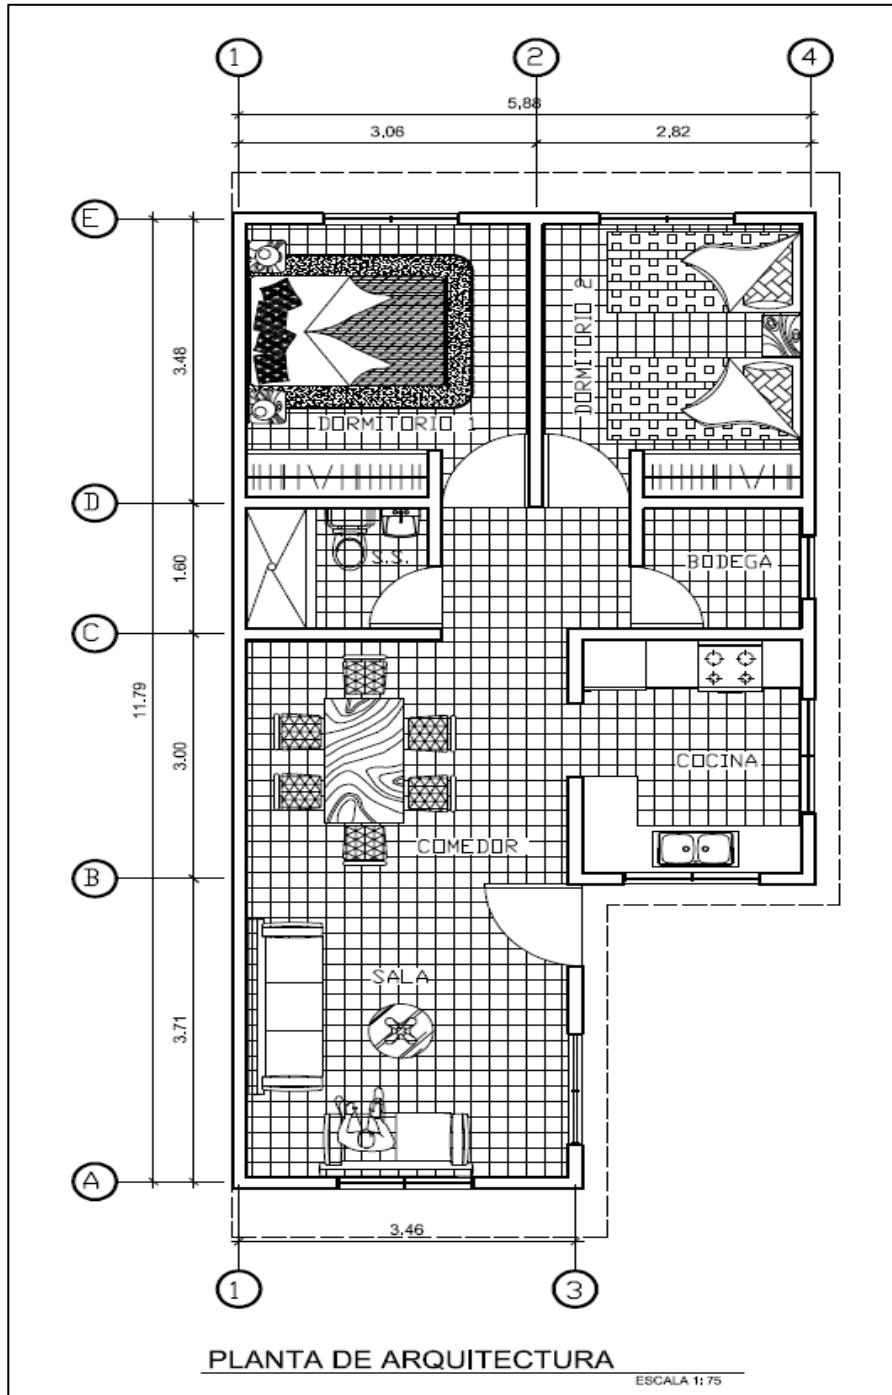 1 2 4
5,88
3,06 2,82
E
3.48
DORMITORIO 1
DORMITORIO 2
D
1.60
S.S.
BODEGA
C
11.79
3.00
COCINA
COMEDOR
B
3.71
SALA
A
3,46
1 3
PLANTA DE ARQUITECTURA
ESCALA 1: 75